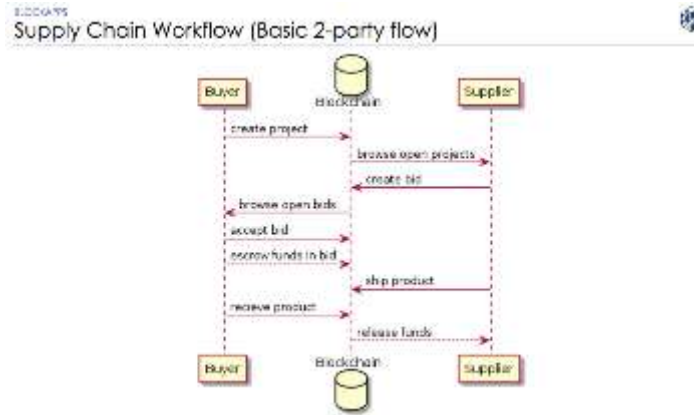 BLOCKAPPS
Supply Chain Workflow (Basic 2-party flow)
Buyer
Blockchain
Supplier
create project
browse open projects
create bid
browse open bids
accept bid
escrow funds in bid
ship product
recieve product
release funds
Buyer
Blockchain
Supplier